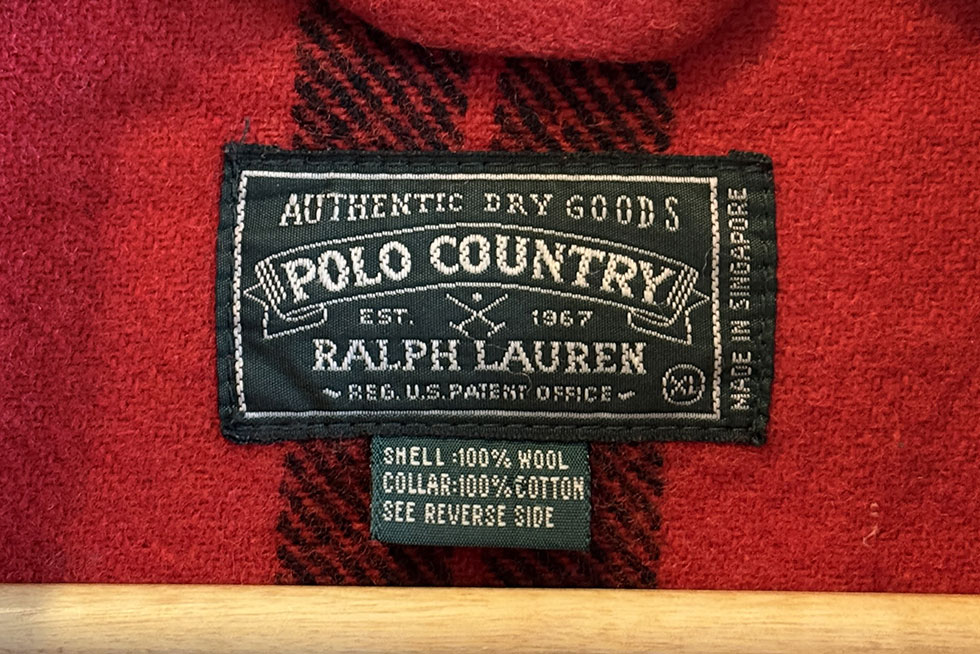 AUTHENTIC DRY GOODS
POLO COUNTRY
EST. 1967
RALPH LAUREN
REG. U.S. PATENT OFFICE
XL
MADE IN SINGAPORE
SHELL:100% WOOL
COLLAR:100% COTTON
SEE REVERSE SIDE